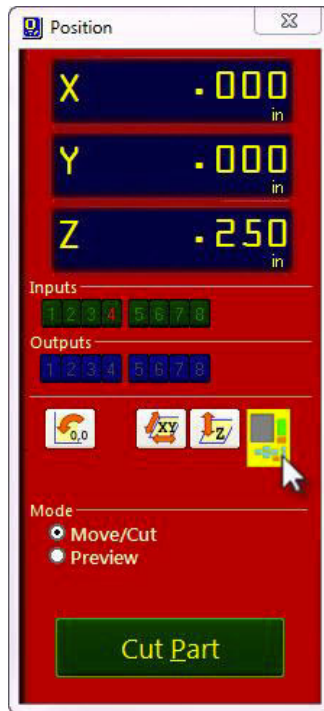 Position
X .000
in
Y .000
in
Z .250
in
Inputs
1 2 3 4 5 6 7 8
Outputs
1 2 3 4 5 6 7 8
0,0 XY Z
Mode
Move/Cut
Preview
Cut Part